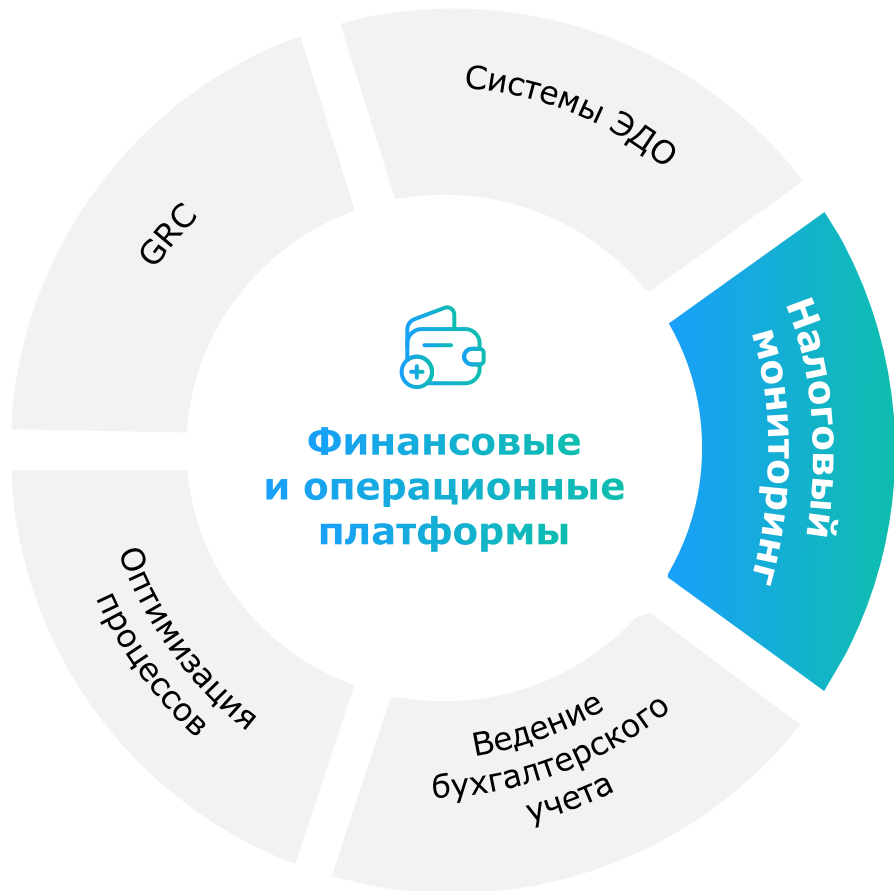 Системы ЭДО
GRC
Налоговый
мониторинг
Финансовые
и операционные
платформы
Оптимизация
процессов
Ведение
бухгалтерского
учета